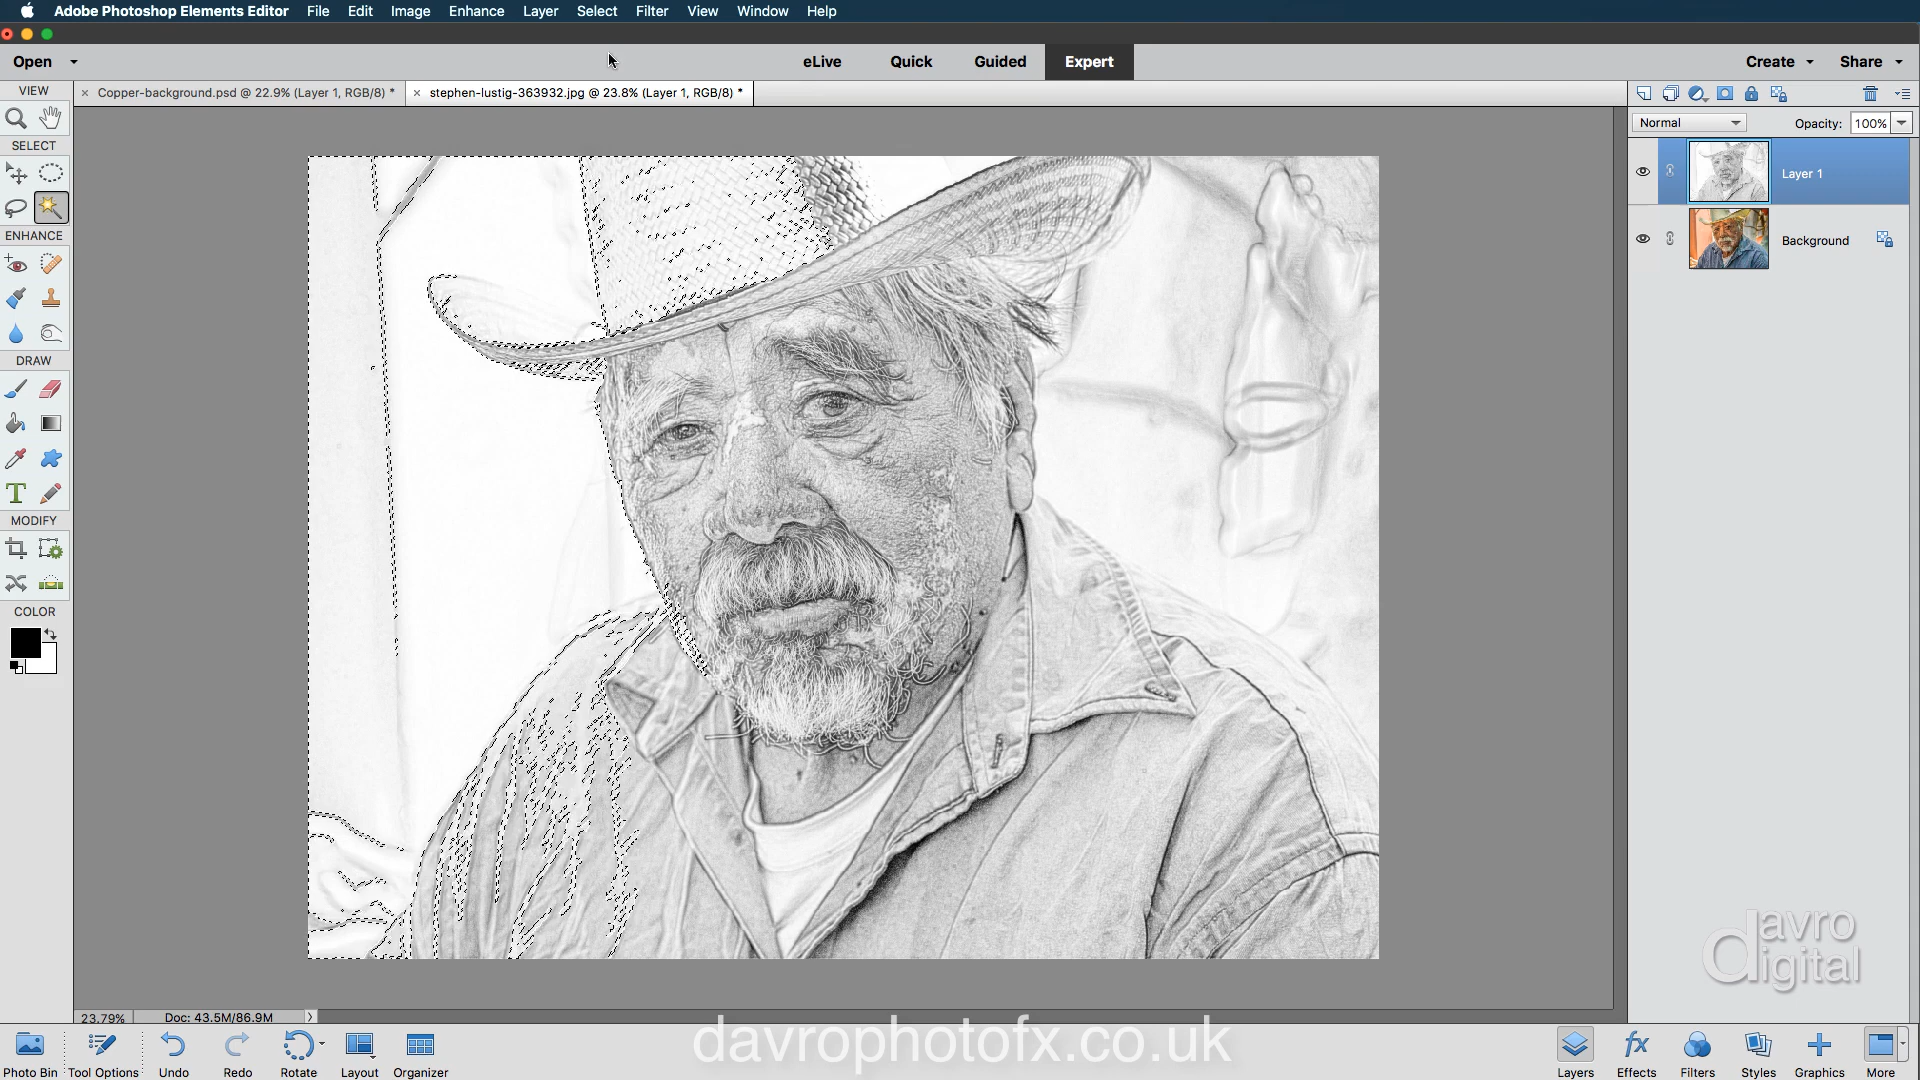 Adobe Photoshop Elements Editor File Edit Image Enhance Layer Select Filter View Window Help
Open eLive Quick Guided Expert Create Share
VIEW
× Copper-background.psd @ 22.9% (Layer 1, RGB/8) * × stephen-lustig-363932.jpg @ 23.8% (Layer 1, RGB/8) *
Normal Opacity: 100%
SELECT
Layer 1
ENHANCE
Background
DRAW
T
MODIFY
COLOR
davro
digital
23.79% Doc: 43.5M/86.9M
davrophotofx.co.uk
fx
Photo Bin Tool Options Undo Redo Rotate Layout Organizer Layers Effects Filters Styles Graphics More